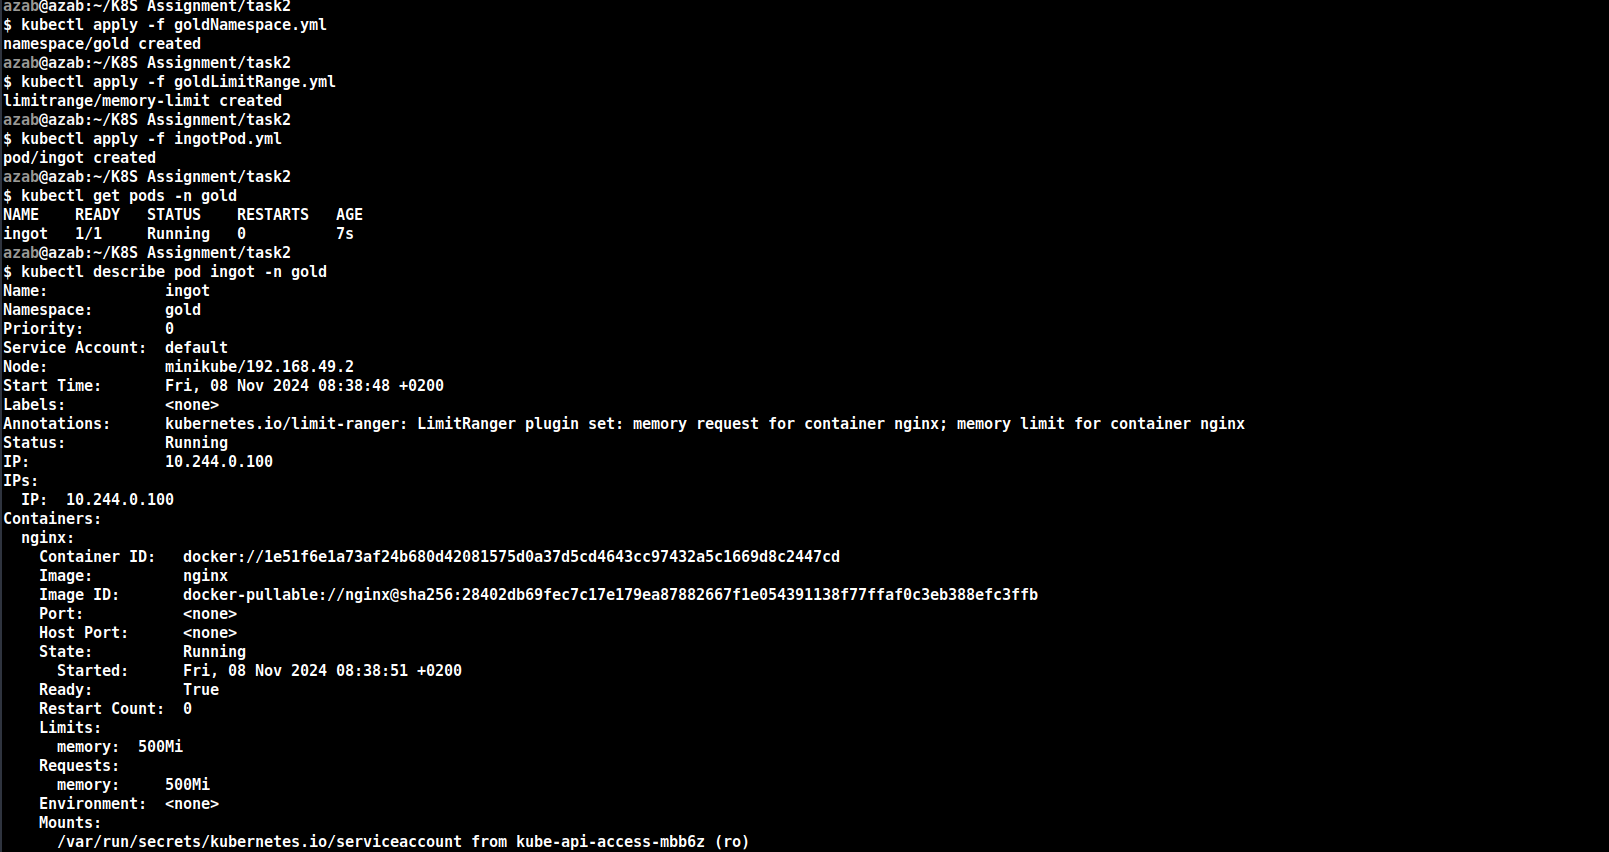 azab@azab:~/K8S Assignment/task2
$ kubectl apply -f goldNamespace.yml
namespace/gold created
azab@azab:~/K8S Assignment/task2
$ kubectl apply -f goldLimitRange.yml
limitrange/memory-limit created
azab@azab:~/K8S Assignment/task2
$ kubectl apply -f ingotPod.yml
pod/ingot created
azab@azab:~/K8S Assignment/task2
$ kubectl get pods -n gold
NAME    READY   STATUS    RESTARTS   AGE
ingot   1/1     Running   0          7s
azab@azab:~/K8S Assignment/task2
$ kubectl describe pod ingot -n gold
Name:             ingot
Namespace:        gold
Priority:         0
Service Account:  default
Node:             minikube/192.168.49.2
Start Time:       Fri, 08 Nov 2024 08:38:48 +0200
Labels:           <none>
Annotations:      kubernetes.io/limit-ranger: LimitRanger plugin set: memory request for container nginx; memory limit for container nginx
Status:           Running
IP:               10.244.0.100
IPs:
  IP:  10.244.0.100
Containers:
  nginx:
    Container ID:   docker://1e51f6e1a73af24b680d42081575d0a37d5cd4643cc97432a5c1669d8c2447cd
    Image:          nginx
    Image ID:       docker-pullable://nginx@sha256:28402db69fec7c17e179ea87882667f1e054391138f77ffaf0c3eb388efc3ffb
    Port:           <none>
    Host Port:      <none>
    State:          Running
      Started:      Fri, 08 Nov 2024 08:38:51 +0200
    Ready:          True
    Restart Count:  0
    Limits:
      memory:  500Mi
    Requests:
      memory:     500Mi
    Environment:  <none>
    Mounts:
      /var/run/secrets/kubernetes.io/serviceaccount from kube-api-access-mbb6z (ro)